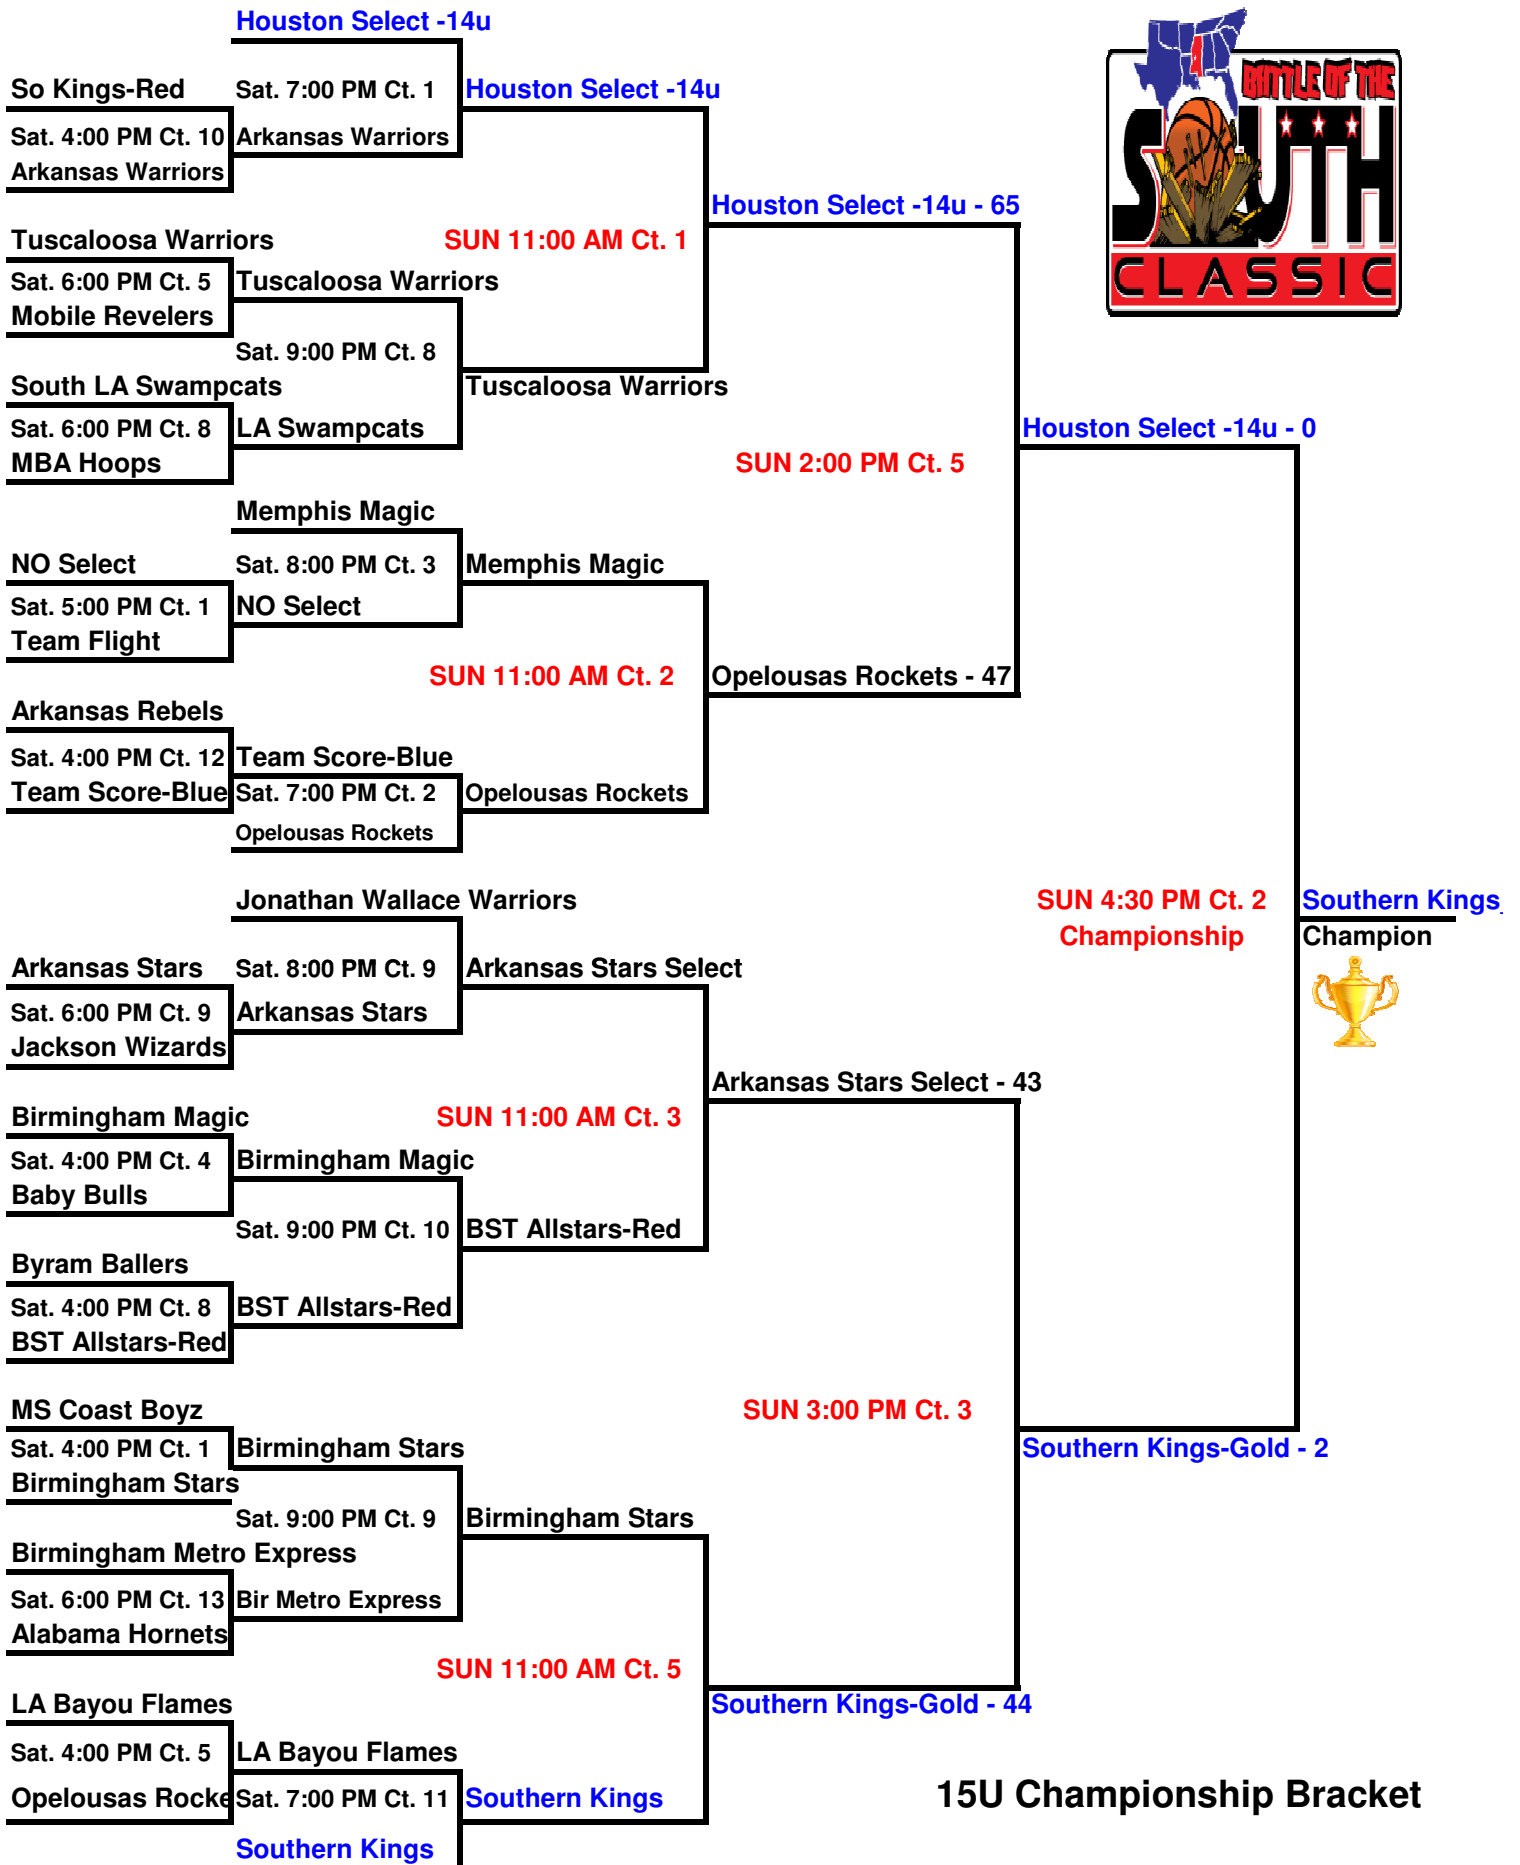 Houston Select -14u
So Kings-Red
Sat. 7:00 PM Ct. 1
Houston Select -14u
Sat. 4:00 PM Ct. 10
Arkansas Warriors
Arkansas Warriors
BATTLE OF THE
SOUTH
CLASSIC
Houston Select -14u - 65
Tuscaloosa Warriors
SUN 11:00 AM Ct. 1
Sat. 6:00 PM Ct. 5
Tuscaloosa Warriors
Mobile Revelers
Sat. 9:00 PM Ct. 8
South LA Swampcats
Tuscaloosa Warriors
Sat. 6:00 PM Ct. 8
LA Swampcats
Houston Select -14u - 0
MBA Hoops
SUN 2:00 PM Ct. 5
Memphis Magic
NO Select
Sat. 8:00 PM Ct. 3
Memphis Magic
Sat. 5:00 PM Ct. 1
NO Select
Team Flight
SUN 11:00 AM Ct. 2
Opelousas Rockets - 47
Arkansas Rebels
Sat. 4:00 PM Ct. 12
Team Score-Blue
Team Score-Blue
Sat. 7:00 PM Ct. 2
Opelousas Rockets
Opelousas Rockets
Jonathan Wallace Warriors
SUN 4:30 PM Ct. 2
Southern Kings
Championship
Champion
Arkansas Stars
Sat. 8:00 PM Ct. 9
Arkansas Stars Select
Sat. 6:00 PM Ct. 9
Arkansas Stars
Jackson Wizards
Arkansas Stars Select - 43
Birmingham Magic
SUN 11:00 AM Ct. 3
Sat. 4:00 PM Ct. 4
Birmingham Magic
Baby Bulls
Sat. 9:00 PM Ct. 10
BST Allstars-Red
Byram Ballers
Sat. 4:00 PM Ct. 8
BST Allstars-Red
BST Allstars-Red
MS Coast Boyz
SUN 3:00 PM Ct. 3
Sat. 4:00 PM Ct. 1
Birmingham Stars
Southern Kings-Gold - 2
Birmingham Stars
Sat. 9:00 PM Ct. 9
Birmingham Stars
Birmingham Metro Express
Sat. 6:00 PM Ct. 13
Bir Metro Express
Alabama Hornets
SUN 11:00 AM Ct. 5
LA Bayou Flames
Southern Kings-Gold - 44
Sat. 4:00 PM Ct. 5
LA Bayou Flames
Opelousas Rocke
Sat. 7:00 PM Ct. 11
Southern Kings
15U Championship Bracket
Southern Kings